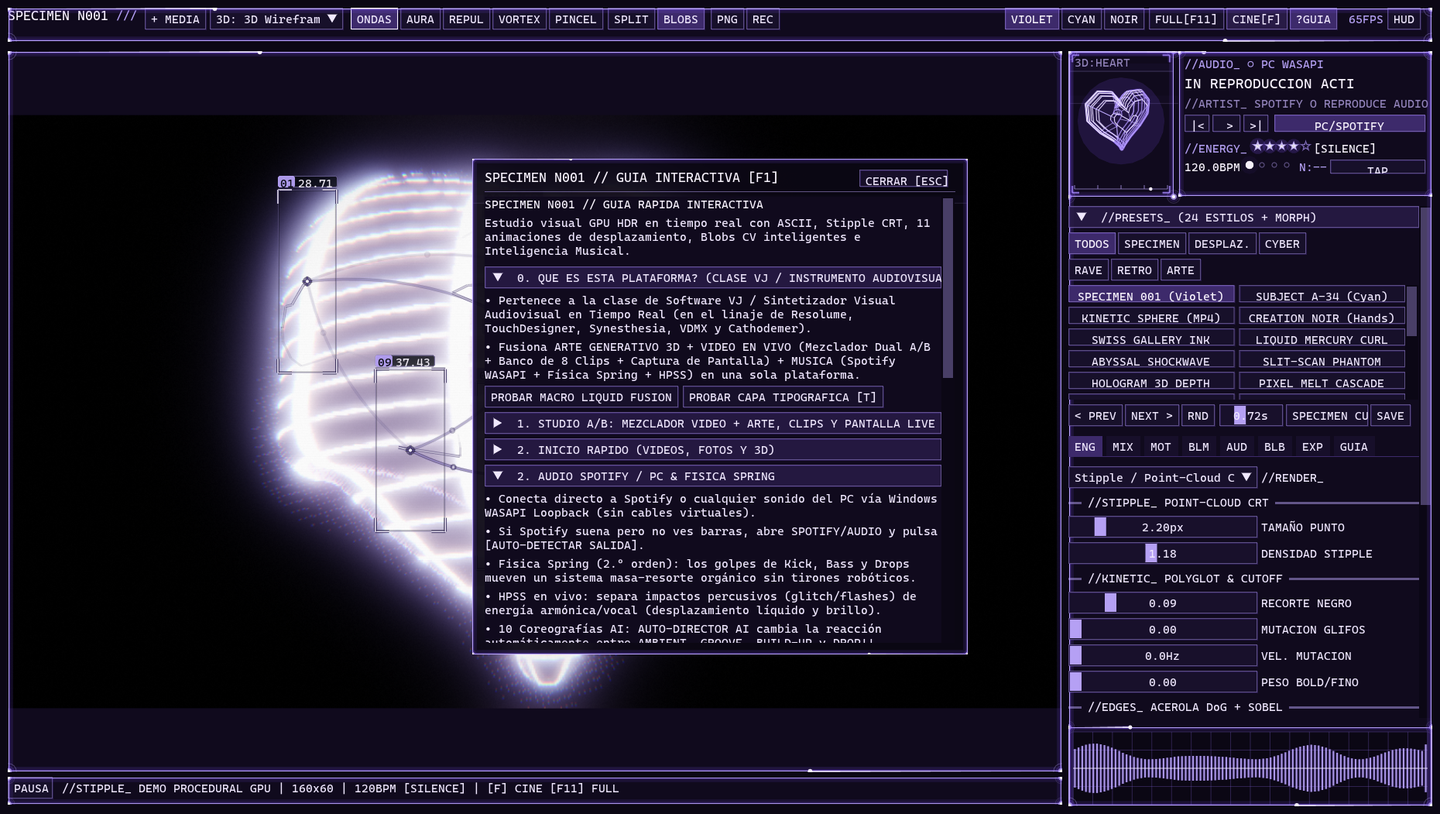 SPECIMEN N001 /// + MEDIA 3D: 3D Wirefram ▼ ONDAS AURA REPUL VORTEX PINCEL SPLIT BLOBS PNG REC VIOLET CYAN NOIR FULL[F11] CINE[F] ?GUIA 65FPS HUD
01 28.71
09 37.43
SPECIMEN N001 // GUIA INTERACTIVA [F1] CERRAR [ESC]
SPECIMEN N001 // GUIA RAPIDA INTERACTIVA
Estudio visual GPU HDR en tiempo real con ASCII, Stipple CRT, 11
animaciones de desplazamiento, Blobs CV inteligentes e
Inteligencia Musical.
▼ 0. QUE ES ESTA PLATAFORMA? (CLASE VJ / INSTRUMENTO AUDIOVISUA
• Pertenece a la clase de Software VJ / Sintetizador Visual
Audiovisual en Tiempo Real (en el linaje de Resolume,
TouchDesigner, Synesthesia, VDMX y Cathodemer).
• Fusiona ARTE GENERATIVO 3D + VIDEO EN VIVO (Mezclador Dual A/B
+ Banco de 8 Clips + Captura de Pantalla) + MUSICA (Spotify
WASAPI + Física Spring + HPSS) en una sola plataforma.
PROBAR MACRO LIQUID FUSION PROBAR CAPA TIPOGRAFICA [T]
▶ 1. STUDIO A/B: MEZCLADOR VIDEO + ARTE, CLIPS Y PANTALLA LIVE
▶ 2. INICIO RAPIDO (VIDEOS, FOTOS Y 3D)
▼ 2. AUDIO SPOTIFY / PC & FISICA SPRING
• Conecta directo a Spotify o cualquier sonido del PC vía Windows
WASAPI Loopback (sin cables virtuales).
• Si Spotify suena pero no ves barras, abre SPOTIFY/AUDIO y pulsa
[AUTO-DETECTAR SALIDA].
• Fisica Spring (2.º orden): los golpes de Kick, Bass y Drops
mueven un sistema masa-resorte orgánico sin tirones robóticos.
• HPSS en vivo: separa impactos percusivos (glitch/flashes) de
energía armónica/vocal (desplazamiento líquido y brillo).
• 10 Coreografías AI: AUTO-DIRECTOR AI cambia la reacción
automáticamente entre AMBIENT, GROOVE, BUILD-UP y DROP!!
3D:HEART
//AUDIO_ ○ PC WASAPI
IN REPRODUCCION ACTI
//ARTIST_ SPOTIFY O REPRODUCE AUDIO
|< > >| PC/SPOTIFY
//ENERGY_ ★★★★☆ [SILENCE]
120.0BPM N:-- TAP
▼ //PRESETS_ (24 ESTILOS + MORPH)
TODOS SPECIMEN DESPLAZ. CYBER
RAVE RETRO ARTE
SPECIMEN 001 (Violet) SUBJECT A-34 (Cyan)
KINETIC SPHERE (MP4) CREATION NOIR (Hands)
SWISS GALLERY INK LIQUID MERCURY CURL
ABYSSAL SHOCKWAVE SLIT-SCAN PHANTOM
HOLOGRAM 3D DEPTH PIXEL MELT CASCADE
< PREV NEXT > RND 0.72s SPECIMEN CU SAVE
ENG MIX MOT BLM AUD BLB EXP GUIA
Stipple / Point-Cloud C ▼ //RENDER_
//STIPPLE_ POINT-CLOUD CRT
2.20px TAMAÑO PUNTO
1.18 DENSIDAD STIPPLE
//KINETIC_ POLYGLOT & CUTOFF
0.09 RECORTE NEGRO
0.00 MUTACION GLIFOS
0.0Hz VEL. MUTACION
0.00 PESO BOLD/FINO
//EDGES_ ACEROLA DoG + SOBEL
PAUSA //STIPPLE_ DEMO PROCEDURAL GPU | 160x60 | 120BPM [SILENCE] | [F] CINE [F11] FULL